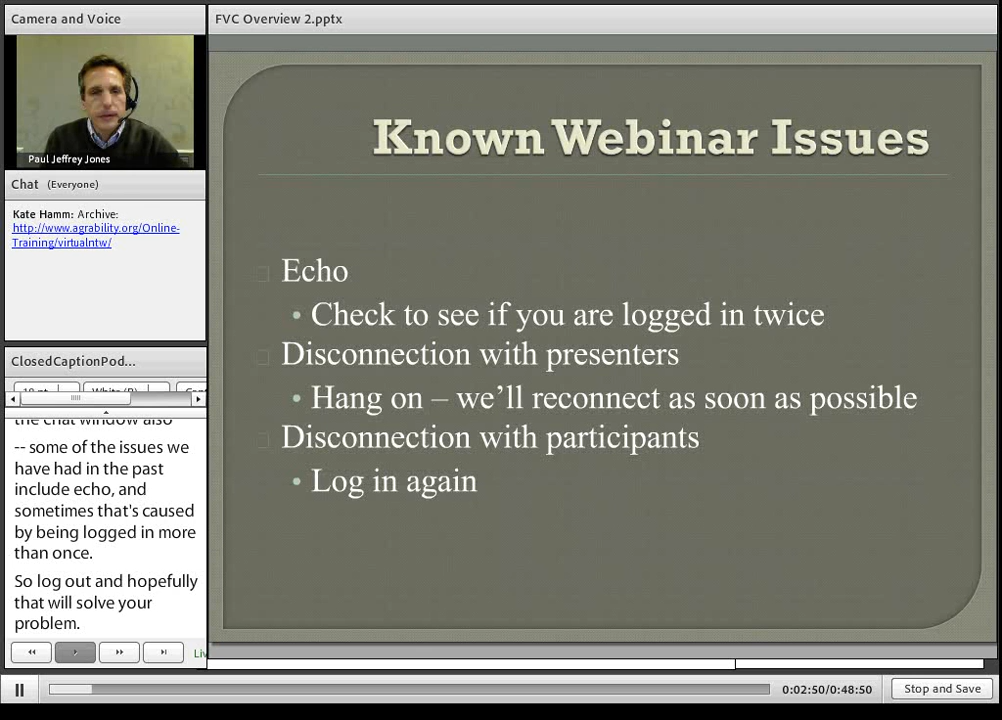 Camera and Voice
FVC Overview 2.pptx
Paul Jeffrey Jones
Chat (Everyone)
Kate Hamm: Archive:
http://www.agrability.org/Online-
Training/virtualntw/
ClosedCaptionPod...
the chat window also
-- some of the issues we
have had in the past
include echo, and
sometimes that's caused
by being logged in more
than once.
So log out and hopefully
that will solve your
problem.
Known Webinar Issues
Echo
• Check to see if you are logged in twice
Disconnection with presenters
• Hang on – we’ll reconnect as soon as possible
Disconnection with participants
• Log in again
0:02:50/0:48:50
Stop and Save